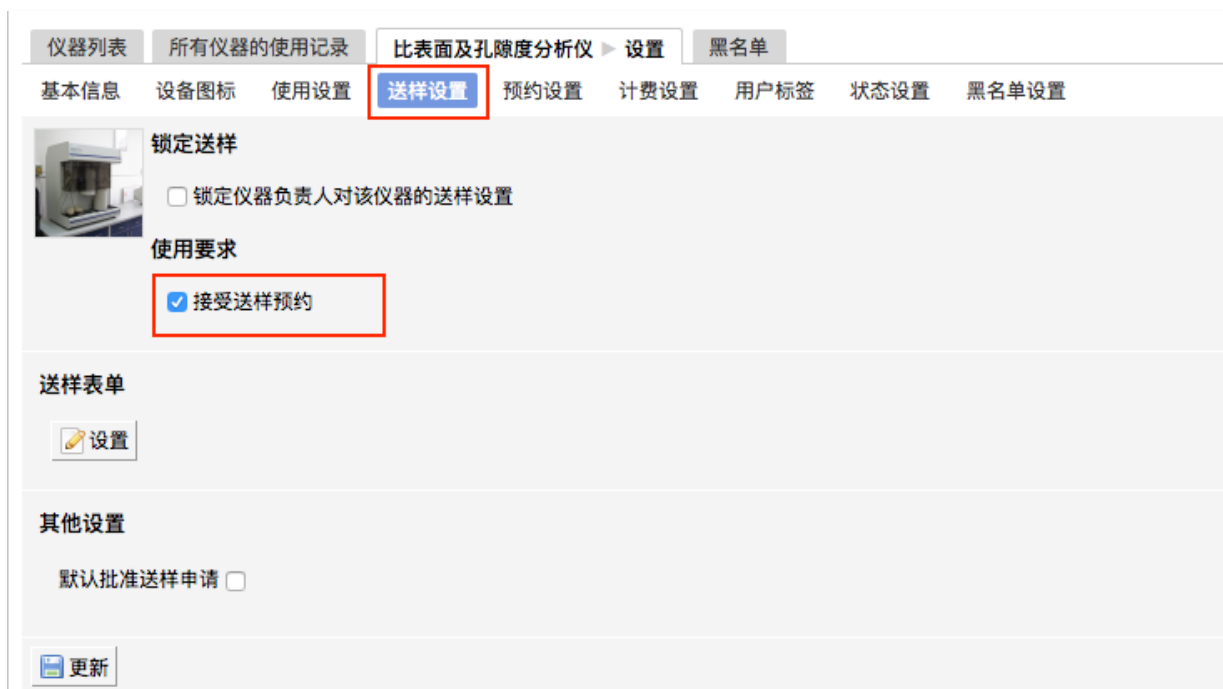 仪器列表 所有仪器的使用记录 比表面及孔隙度分析仪 ▶ 设置 黑名单
基本信息 设备图标 使用设置 送样设置 预约设置 计费设置 用户标签 状态设置 黑名单设置
锁定送样
锁定仪器负责人对该仪器的送样设置
使用要求
接受送样预约
送样表单
设置
其他设置
默认批准送样申请
更新